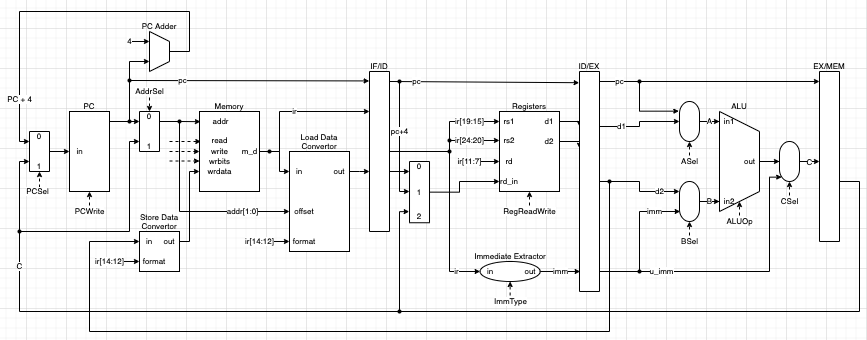 PC Adder
4
IF/ID
ID/EX
EX/MEM
pc
pc
pc
AddrSel
PC + 4
PC
0
1
Memory
ir
Registers
ALU
in
addr
read
write
wrbits
wrdata
m_d
Load Data
Convertor
in
out
offset
format
pc+4
ir[19:15]
rs1
d1
ir[24:20]
rs2
d2
ir[11:7]
rd
rd_in
d1
A
in1
ASel
out
C
0
1
PCSel
PCWrite
0
1
2
RegReadWrite
d2
imm
B
in2
BSel
ALUOp
CSel
Store Data
Convertor
in
out
ir[14:12]
format
addr[1:0]
ir[14:12]
Immediate Extractor
ir
in
out
imm
ImmType
u_imm
C